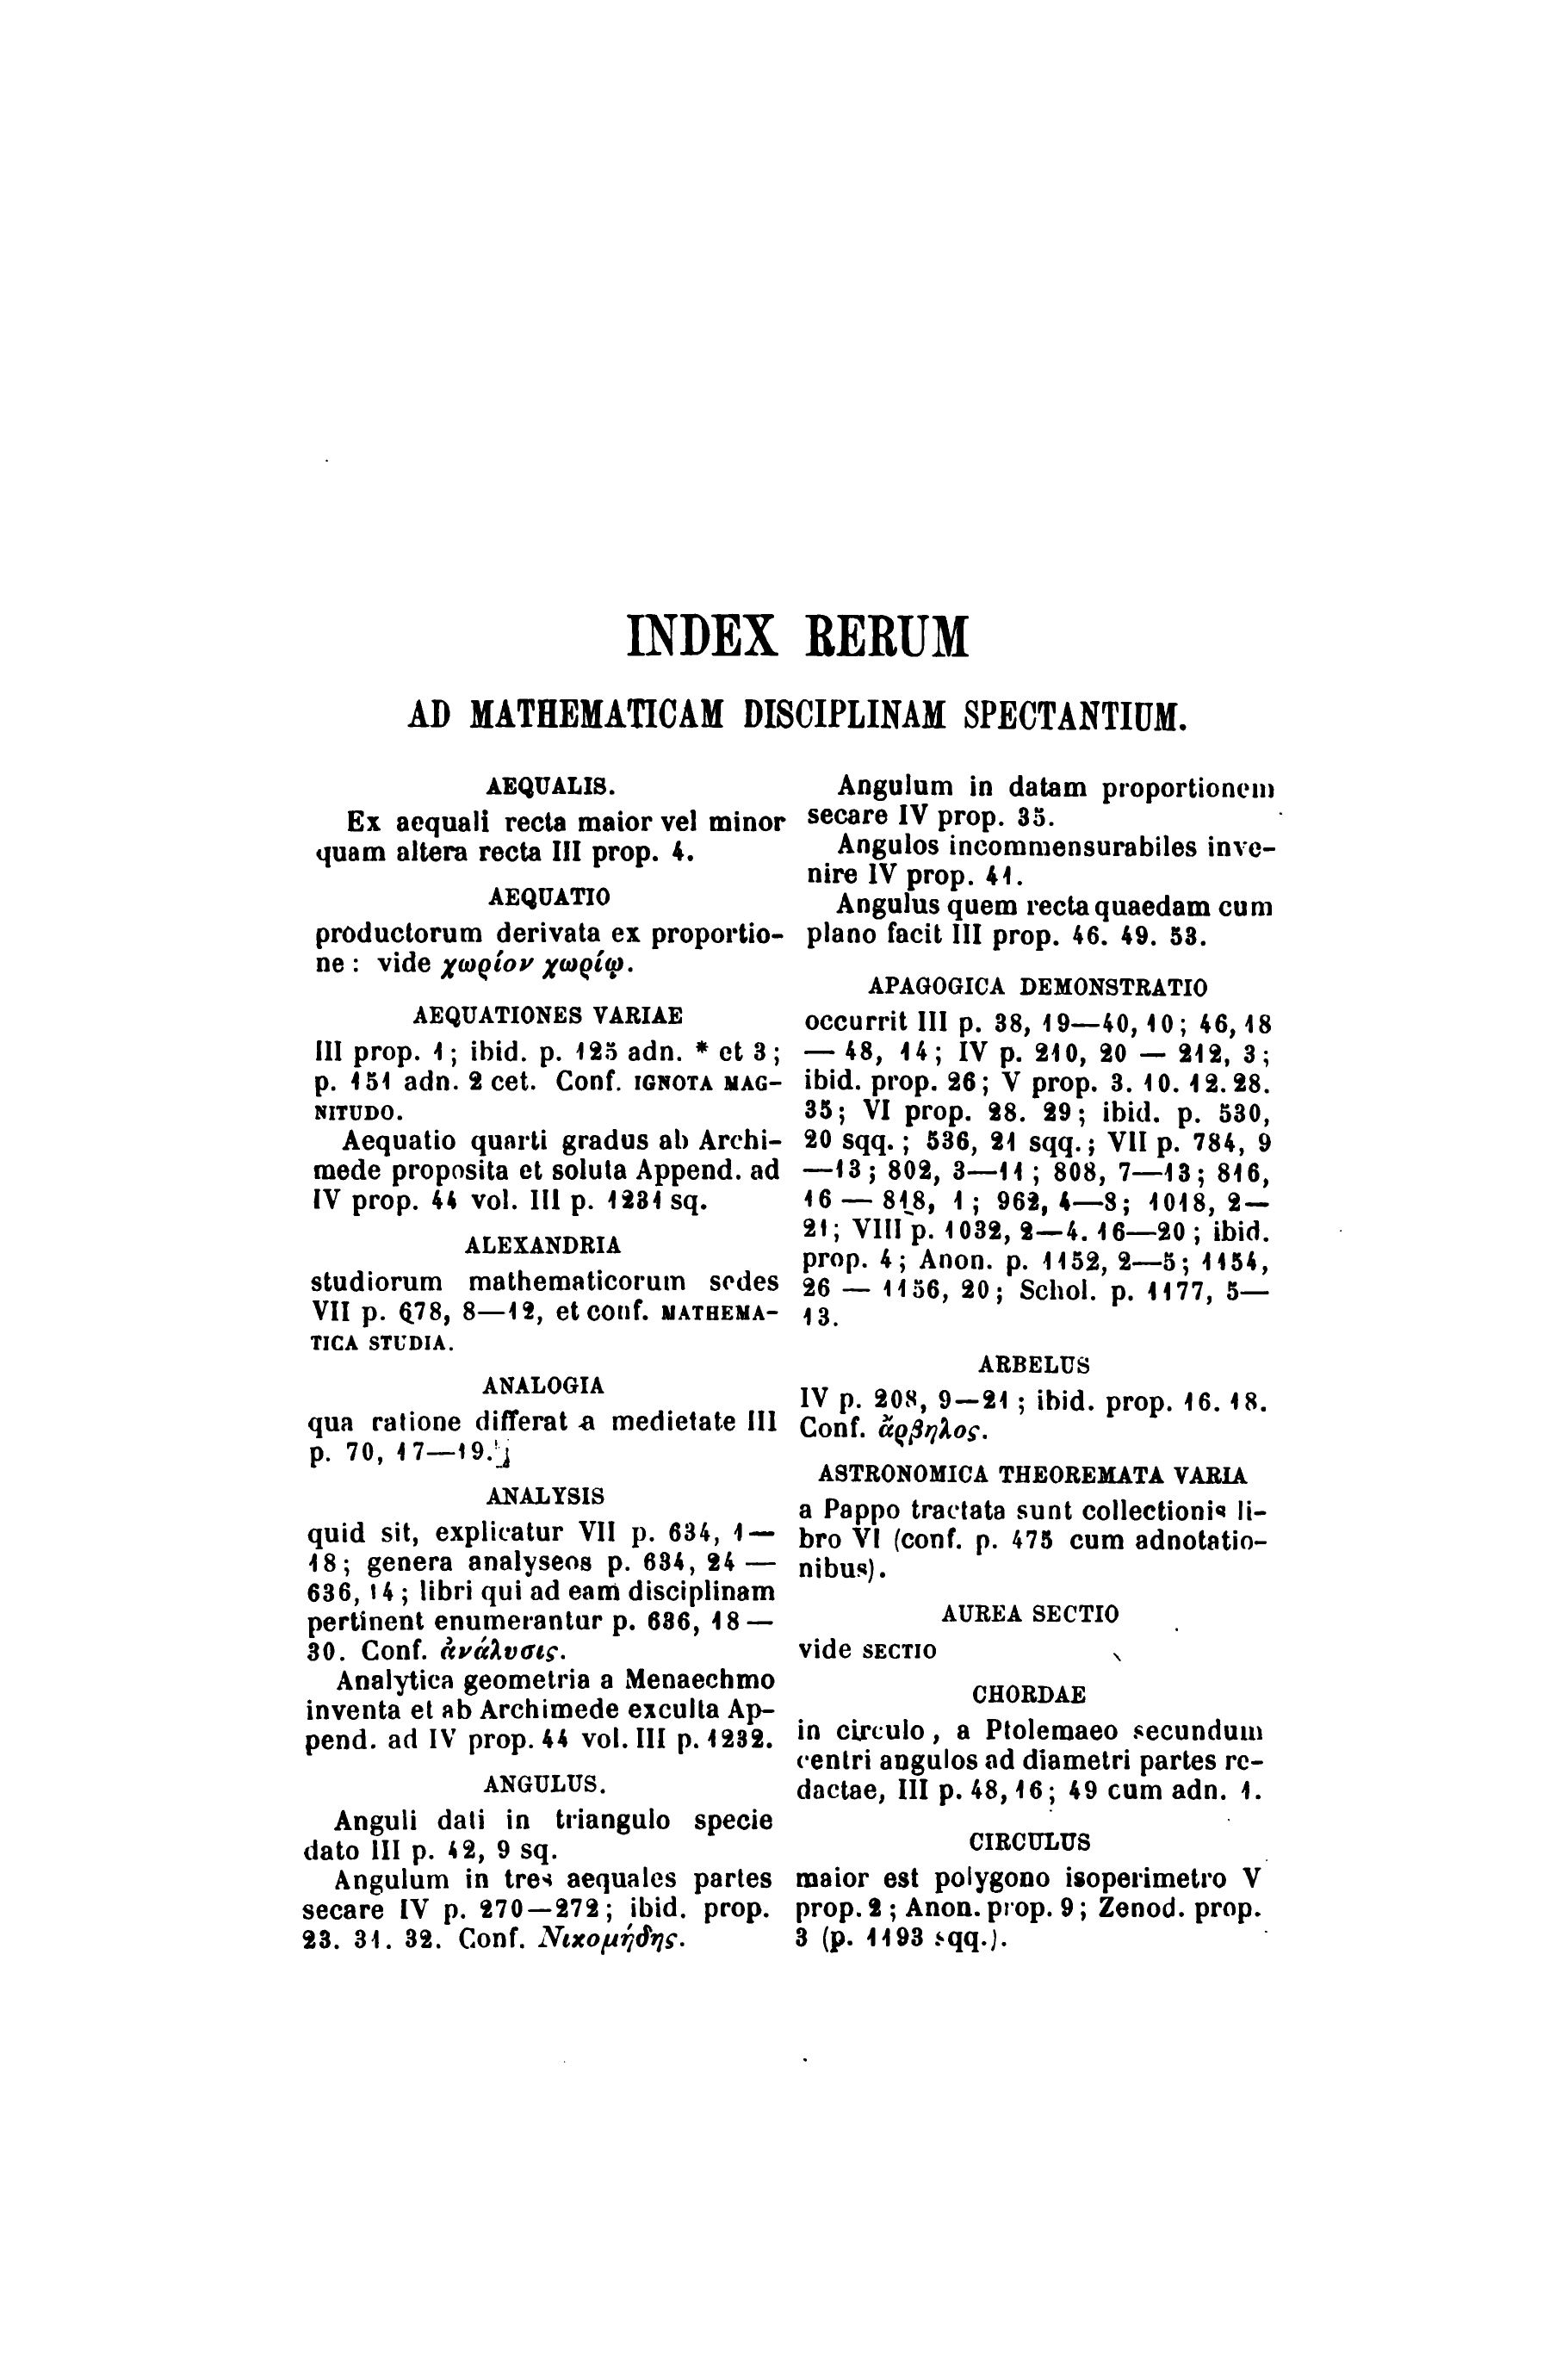 INDEX RERUM
AD MATHEMATICAM DISCIPLINAM SPECTANTIUM.
AEQUALIS.
Ex aequali recta maior vel minor
quam altera recta III prop. 4.
AEQUATIO
productorum derivata ex proportio-
ne: vide χωρίον χωρίῳ.
AEQUATIONES VARIAE
III prop. 1; ibid. p. 125 adn. * et 3;
p. 151 adn. 2 cet. Conf. IGNOTA MAG-
NITUDO.
Aequatio quarti gradus ab Archi-
mede proposita et soluta Append. ad
IV prop. 44 vol. III p. 1231 sq.
ALEXANDRIA
studiorum mathematicorum sedes
VII p. 678, 8—12, et conf. MATHEMA-
TICA STUDIA.
ANALOGIA
qua ratione differat a medietate III
p. 70, 17—19.
ANALYSIS
quid sit, explicatur VII p. 634, 1—
18; genera analyseos p. 634, 24 —
636, 14; libri qui ad eam disciplinam
pertinent enumerantur p. 636, 18 —
30. Conf. ἀνάλυσις.
Analytica geometria a Menaechmo
inventa et ab Archimede exculta Ap-
pend. ad IV prop. 44 vol. III p. 1232.
ANGULUS.
Anguli dati in triangulo specie
dato III p. 42, 9 sq.
Angulum in tres aequales partes
secare IV p. 270—272; ibid. prop.
23. 31. 32. Conf. Νικομήδης.
Angulum in datam proportionem
secare IV prop. 35.
Angulos incommensurabiles inve-
nire IV prop. 41.
Angulus quem recta quaedam cum
plano facit III prop. 46. 49. 53.
APAGOGICA DEMONSTRATIO
occurrit III p. 38, 19—40, 10; 46, 18
— 48, 14; IV p. 210, 20 — 212, 3;
ibid. prop. 26; V prop. 3. 10. 12. 28.
35; VI prop. 28. 29; ibid. p. 530,
20 sqq.; 536, 21 sqq.; VII p. 784, 9
—13; 802, 3—11; 808, 7—13; 816,
16 — 818, 1; 962, 4—8; 1018, 2—
21; VIII p. 1032, 2—4. 16—20; ibid.
prop. 4; Anon. p. 1152, 2—5; 1154,
26 — 1156, 20; Schol. p. 1177, 5—
13.
ARBELUS
IV p. 208, 9—21; ibid. prop. 16. 18.
Conf. ἄρβηλος.
ASTRONOMICA THEOREMATA VARIA
a Pappo tractata sunt collectionis li-
bro VI (conf. p. 475 cum adnotatio-
nibus).
AUREA SECTIO
vide SECTIO
CHORDAE
in circulo, a Ptolemaeo secundum
centri angulos ad diametri partes re-
dactae, III p. 48, 16; 49 cum adn. 1.
CIRCULUS
maior est polygono isoperimetro V
prop. 2; Anon. prop. 9; Zenod. prop.
3 (p. 1193 sqq.).